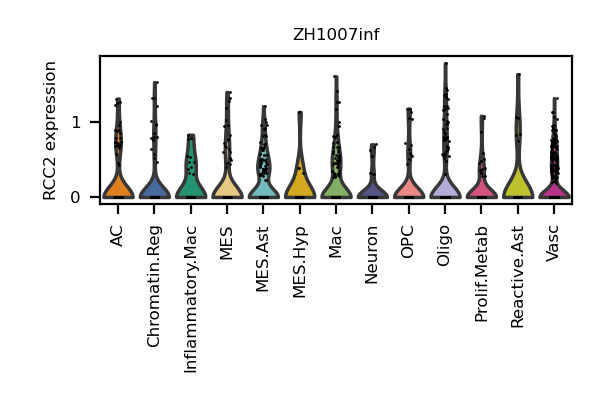 ZH1007inf
RCC2 expression
1
0
AC
Chromatin.Reg
Inflammatory.Mac
MES
MES.Ast
MES.Hyp
Mac
Neuron
OPC
Oligo
Prolif.Metab
Reactive.Ast
Vasc